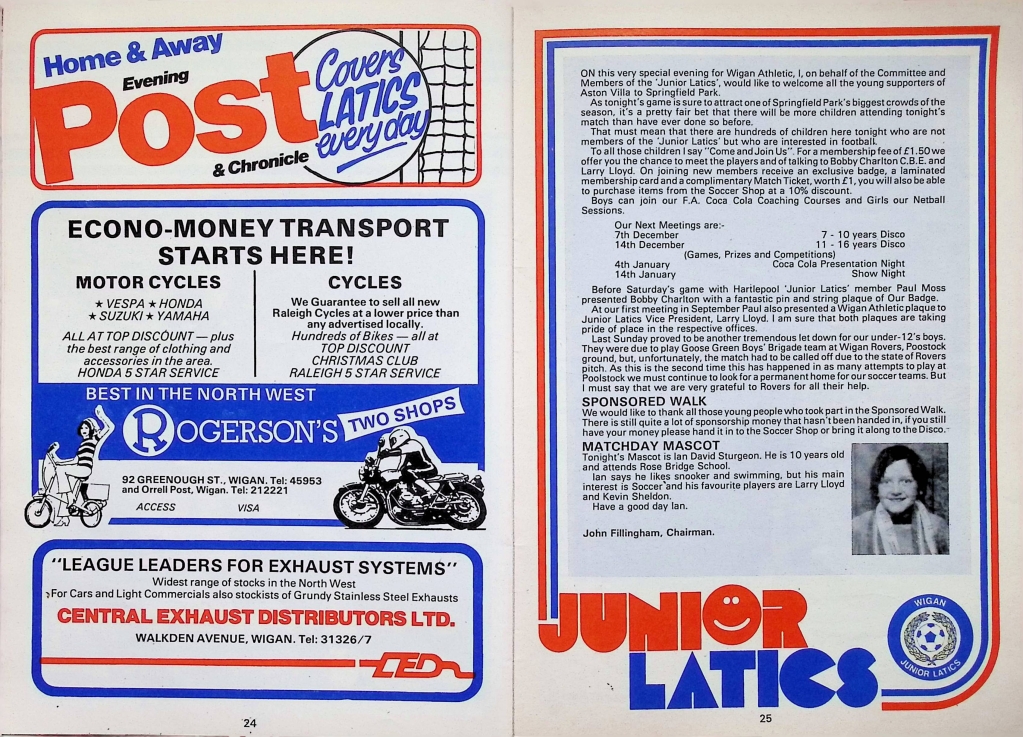 Home & Away
Evening
Post
& Chronicle
Covers
LATICS
every day
ECONO-MONEY TRANSPORT
STARTS HERE!
MOTOR CYCLES
★ VESPA ★ HONDA
★ SUZUKI ★ YAMAHA
ALL AT TOP DISCOUNT — plus
the best range of clothing and
accessories in the area.
HONDA 5 STAR SERVICE
CYCLES
We Guarantee to sell all new
Raleigh Cycles at a lower price than
any advertised locally.
Hundreds of Bikes — all at
TOP DISCOUNT
CHRISTMAS CLUB
RALEIGH 5 STAR SERVICE
BEST IN THE NORTH WEST
ROGERSON'S
TWO SHOPS
92 GREENOUGH ST., WIGAN. Tel: 45953
and Orrell Post, Wigan. Tel: 212221
ACCESS VISA
"LEAGUE LEADERS FOR EXHAUST SYSTEMS"
Widest range of stocks in the North West
For Cars and Light Commercials also stockists of Grundy Stainless Steel Exhausts
CENTRAL EXHAUST DISTRIBUTORS LTD.
WALKDEN AVENUE, WIGAN. Tel: 31326/7
CED
24
ON this very special evening for Wigan Athletic, I, on behalf of the Committee and
Members of the 'Junior Latics', would like to welcome all the young supporters of
Aston Villa to Springfield Park.
As tonight's game is sure to attract one of Springfield Park's biggest crowds of the
season, it's a pretty fair bet that there will be more children attending tonight's
match than have ever done so before.
That must mean that there are hundreds of children here tonight who are not
members of the 'Junior Latics' but who are interested in football.
To all those children I say "Come and Join Us". For a membership fee of £1.50 we
offer you the chance to meet the players and of talking to Bobby Charlton C.B.E. and
Larry Lloyd. On joining new members receive an exclusive badge, a laminated
membership card and a complimentary Match Ticket, worth £1, you will also be able
to purchase items from the Soccer Shop at a 10% discount.
Boys can join our F.A. Coca Cola Coaching Courses and Girls our Netball
Sessions.
Our Next Meetings are:-
7th December 7 - 10 years Disco
14th December 11 - 16 years Disco
(Games, Prizes and Competitions)
4th January Coca Cola Presentation Night
14th January Show Night
Before Saturday's game with Hartlepool 'Junior Latics' member Paul Moss
presented Bobby Charlton with a fantastic pin and string plaque of Our Badge.
At our first meeting in September Paul also presented a Wigan Athletic plaque to
Junior Latics Vice President, Larry Lloyd. I am sure that both plaques are taking
pride of place in the respective offices.
Last Sunday proved to be another tremendous let down for our under-12's boys.
They were due to play Goose Green Boys' Brigade team at Wigan Rovers, Poostock
ground, but, unfortunately, the match had to be called off due to the state of Rovers
pitch. As this is the second time this has happened in as many attempts to play at
Poolstock we must continue to look for a permanent home for our soccer teams. But
I must say that we are very grateful to Rovers for all their help.
SPONSORED WALK
We would like to thank all those young people who took part in the Sponsored Walk.
There is still quite a lot of sponsorship money that hasn't been handed in, if you still
have your money please hand it in to the Soccer Shop or bring it along to the Disco.
MATCHDAY MASCOT
Tonight's Mascot is Ian David Sturgeon. He is 10 years old
and attends Rose Bridge School.
Ian says he likes snooker and swimming, but his main
interest is Soccer and his favourite players are Larry Lloyd
and Kevin Sheldon.
Have a good day Ian.
John Fillingham, Chairman.
JUNIOR
LATICS
WIGAN
JUNIOR LATICS
25